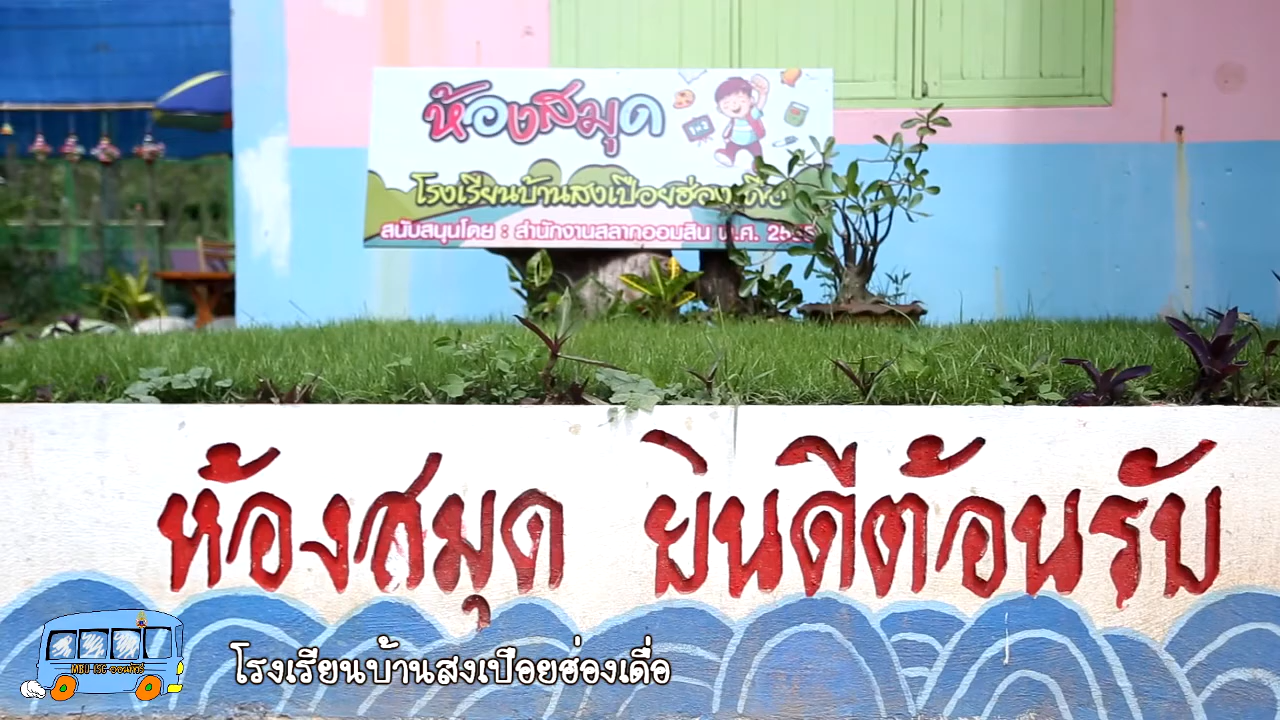 ห้องสมุด
โรงเรียนบ้านสงเปือยฮ่องเดื่อ
สนับสนุนโดย : สำนักงานสลากออมสิน พ.ศ.
ห้องสมุด ยินดีต้อนรับ
โรงเรียนบ้านสงเปือยฮ่องเดื่อ